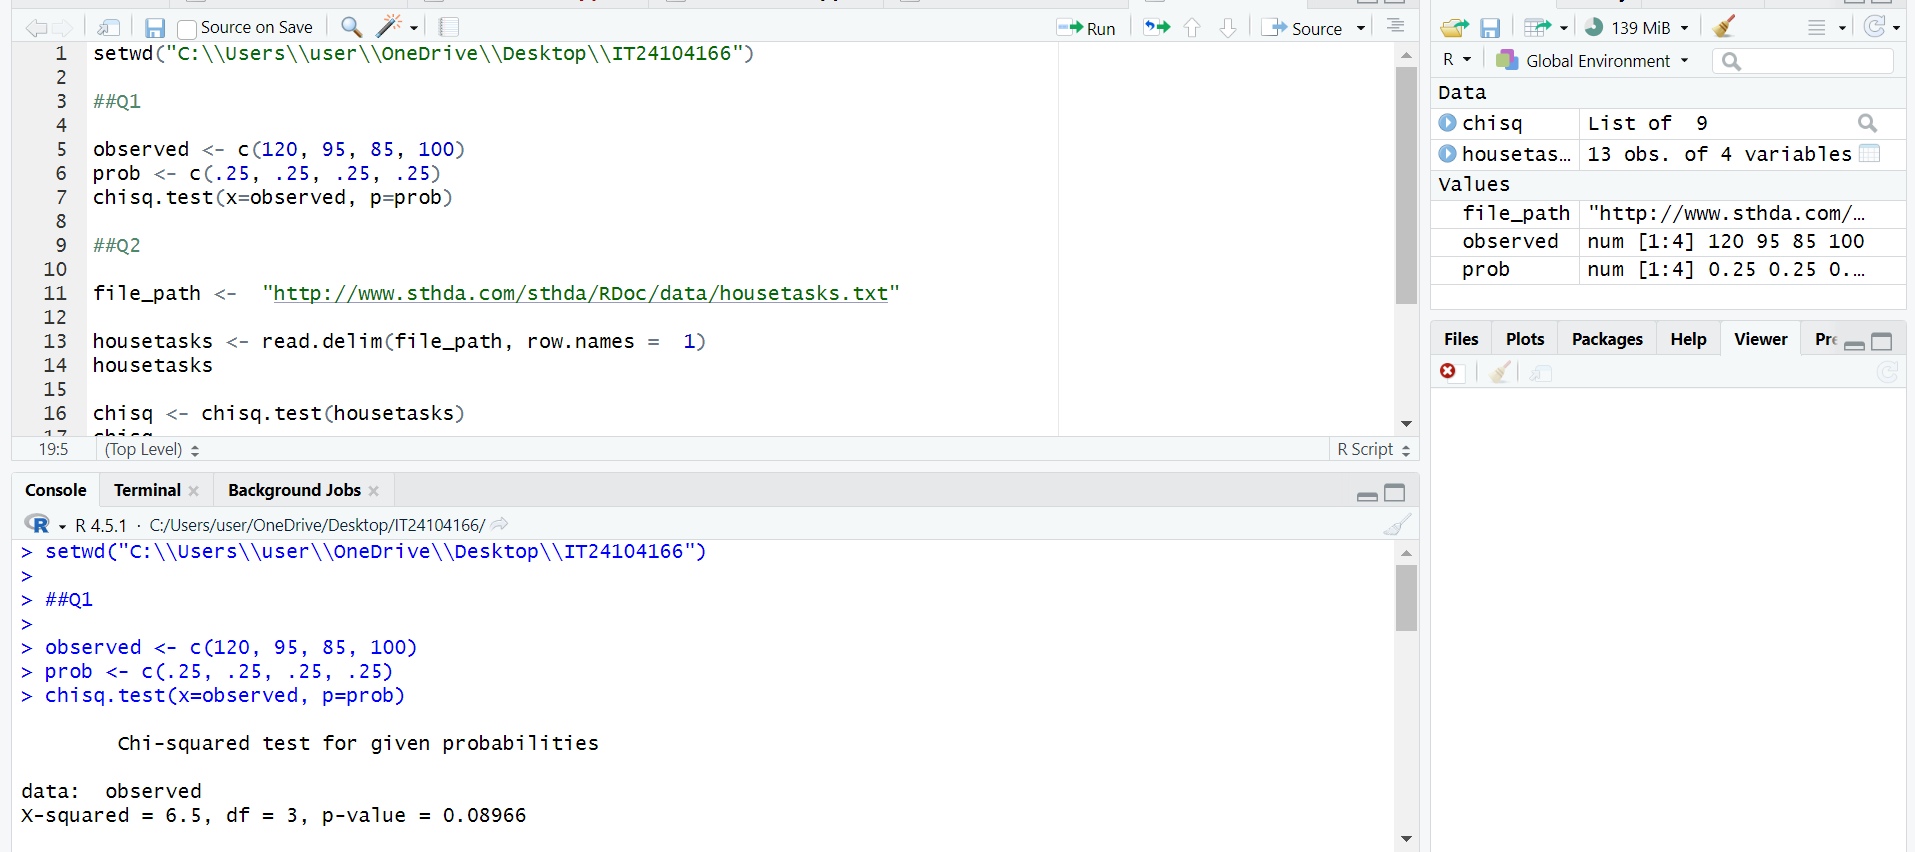 Source on Save
Run
Source
1 setwd("C:\\Users\\user\\OneDrive\\Desktop\\IT24104166")
2
3 ##Q1
4
5 observed <- c(120, 95, 85, 100)
6 prob <- c(.25, .25, .25, .25)
7 chisq.test(x=observed, p=prob)
8
9 ##Q2
10
11 file_path <-  "http://www.sthda.com/sthda/RDoc/data/housetasks.txt"
12
13 housetasks <- read.delim(file_path, row.names =  1)
14 housetasks
15
16 chisq <- chisq.test(housetasks)
17 chisq
19:5 (Top Level) R Script
Console Terminal Background Jobs
R R 4.5.1 · C:/Users/user/OneDrive/Desktop/IT24104166/
> setwd("C:\\Users\\user\\OneDrive\\Desktop\\IT24104166")
>
> ##Q1
>
> observed <- c(120, 95, 85, 100)
> prob <- c(.25, .25, .25, .25)
> chisq.test(x=observed, p=prob)
Chi-squared test for given probabilities
data:  observed
X-squared = 6.5, df = 3, p-value = 0.08966
139 MiB
R Global Environment
Data
chisq List of  9
housetas… 13 obs. of 4 variables
Values
file_path "http://www.sthda.com/…
observed num [1:4] 120 95 85 100
prob num [1:4] 0.25 0.25 0.…
Files Plots Packages Help Viewer Pre